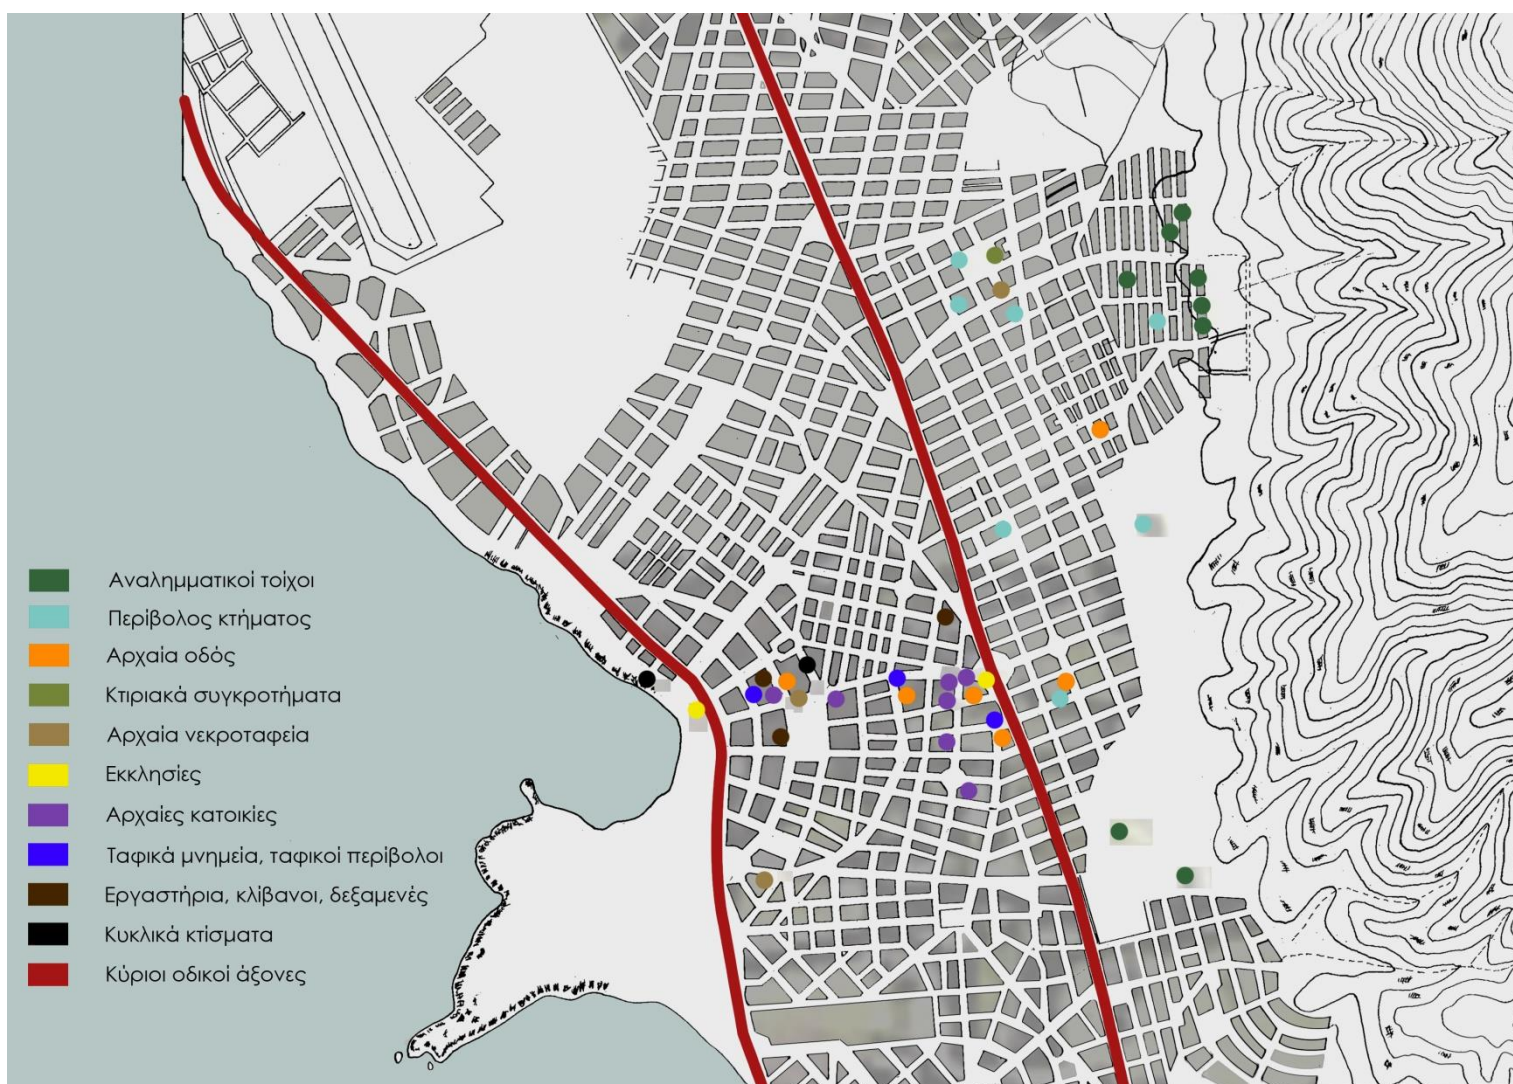 Αναλημματικοί τοίχοι
Περίβολος κτήματος
Αρχαία οδός
Κτιριακά συγκροτήματα
Αρχαία νεκροταφεία
Εκκλησίες
Αρχαίες κατοικίες
Ταφικά μνημεία, ταφικοί περίβολοι
Εργαστήρια, κλίβανοι, δεξαμενές
Κυκλικά κτίσματα
Κύριοι οδικοί άξονες